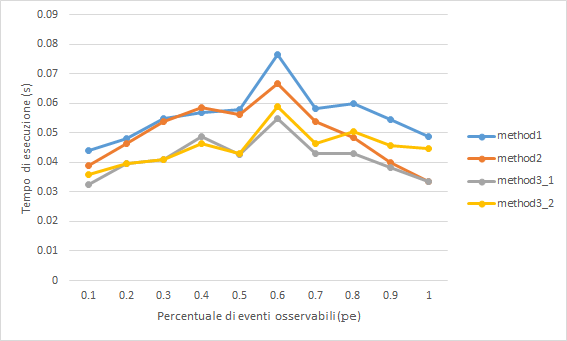 0.09
0.08
0.07
0.06
0.05
0.04
0.03
0.02
0.01
0
Tempo di esecuzione (s)
0.1 0.2 0.3 0.4 0.5 0.6 0.7 0.8 0.9 1
Percentuale di eventi osservabili (pe)
method1
method2
method3_1
method3_2